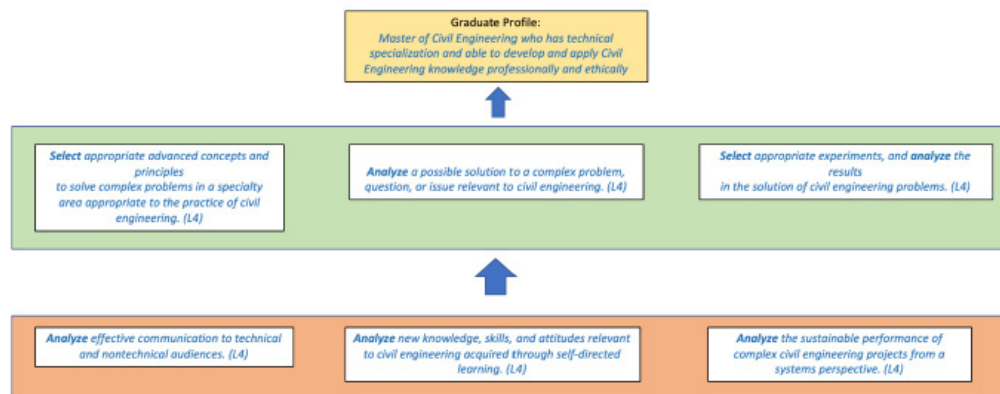 Graduate Profile:
Master of Civil Engineering who has technical
specialization and able to develop and apply Civil
Engineering knowledge professionally and ethically
Select appropriate advanced concepts and
principles
to solve complex problems in a specialty
area appropriate to the practice of civil
engineering. (L4)
Analyze a possible solution to a complex problem,
question, or issue relevant to civil engineering. (L4)
Select appropriate experiments, and analyze the
results
in the solution of civil engineering problems. (L4)
Analyze effective communication to technical
and nontechnical audiences. (L4)
Analyze new knowledge, skills, and attitudes relevant
to civil engineering acquired through self-directed
learning. (L4)
Analyze the sustainable performance of
complex civil engineering projects from a
systems perspective. (L4)